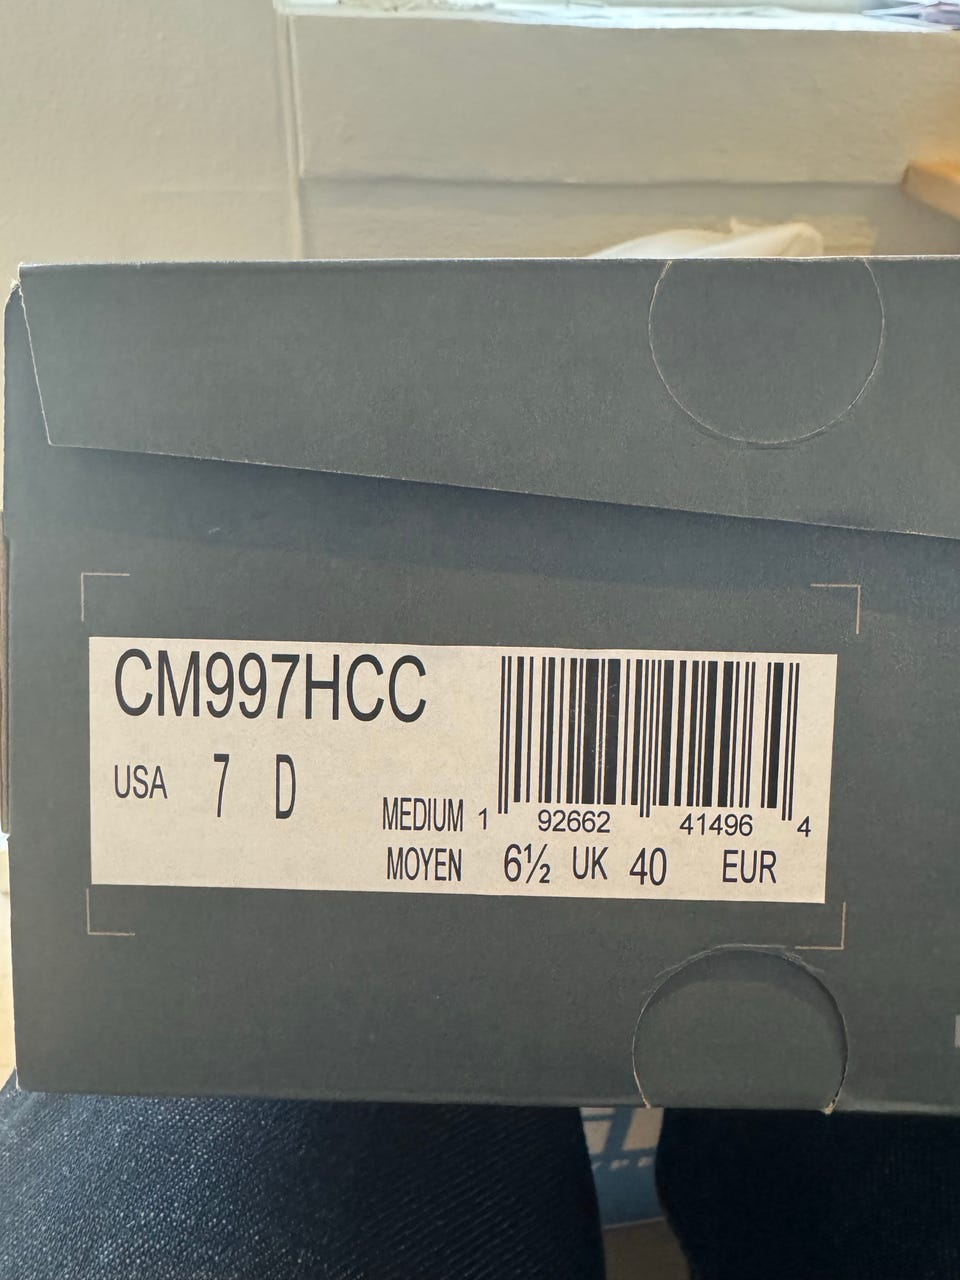 CM997HCC
USA 7 D
MEDIUM 1 92662 41496 4
MOYEN 6½ UK 40 EUR